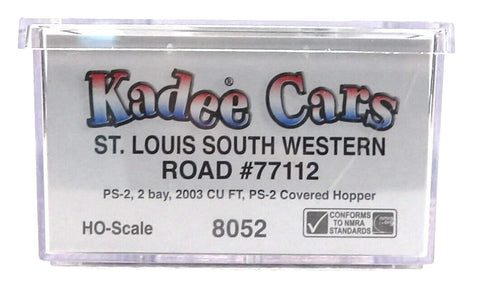 Kadee® Cars
ST. LOUIS SOUTH WESTERN
ROAD #77112
PS-2, 2 bay, 2003 CU FT, PS-2 Covered Hopper
HO-Scale 8052
CONFORMS
TO NMRA
STANDARDS